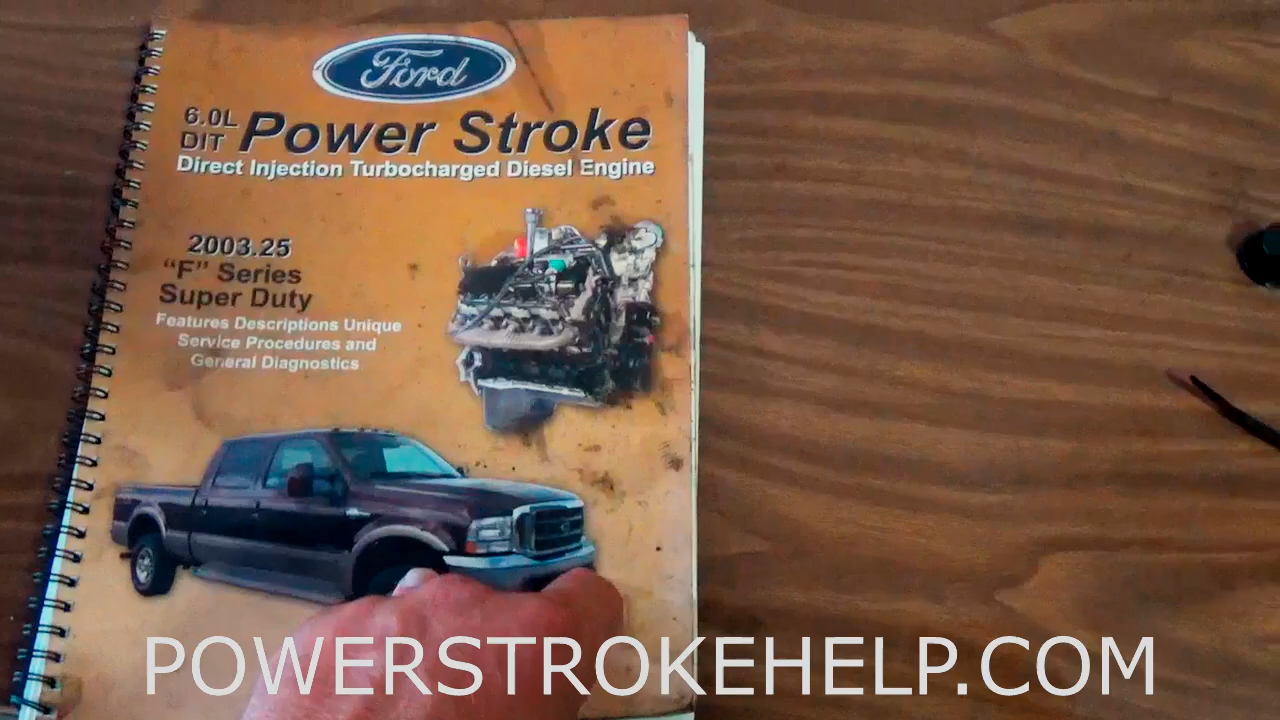 Ford
6.0L
DIT
Power Stroke
Direct Injection Turbocharged Diesel Engine
2003.25
“F” Series
Super Duty
Features Descriptions Unique
Service Procedures and
General Diagnostics
POWERSTROKEHELP.COM